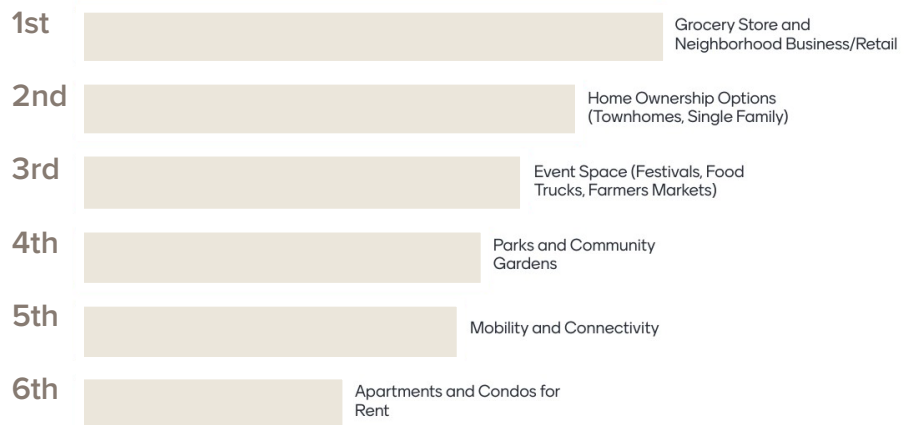 1st
Grocery Store and
Neighborhood Business/Retail
2nd
Home Ownership Options
(Townhomes, Single Family)
3rd
Event Space (Festivals, Food
Trucks, Farmers Markets)
4th
Parks and Community
Gardens
5th
Mobility and Connectivity
6th
Apartments and Condos for
Rent